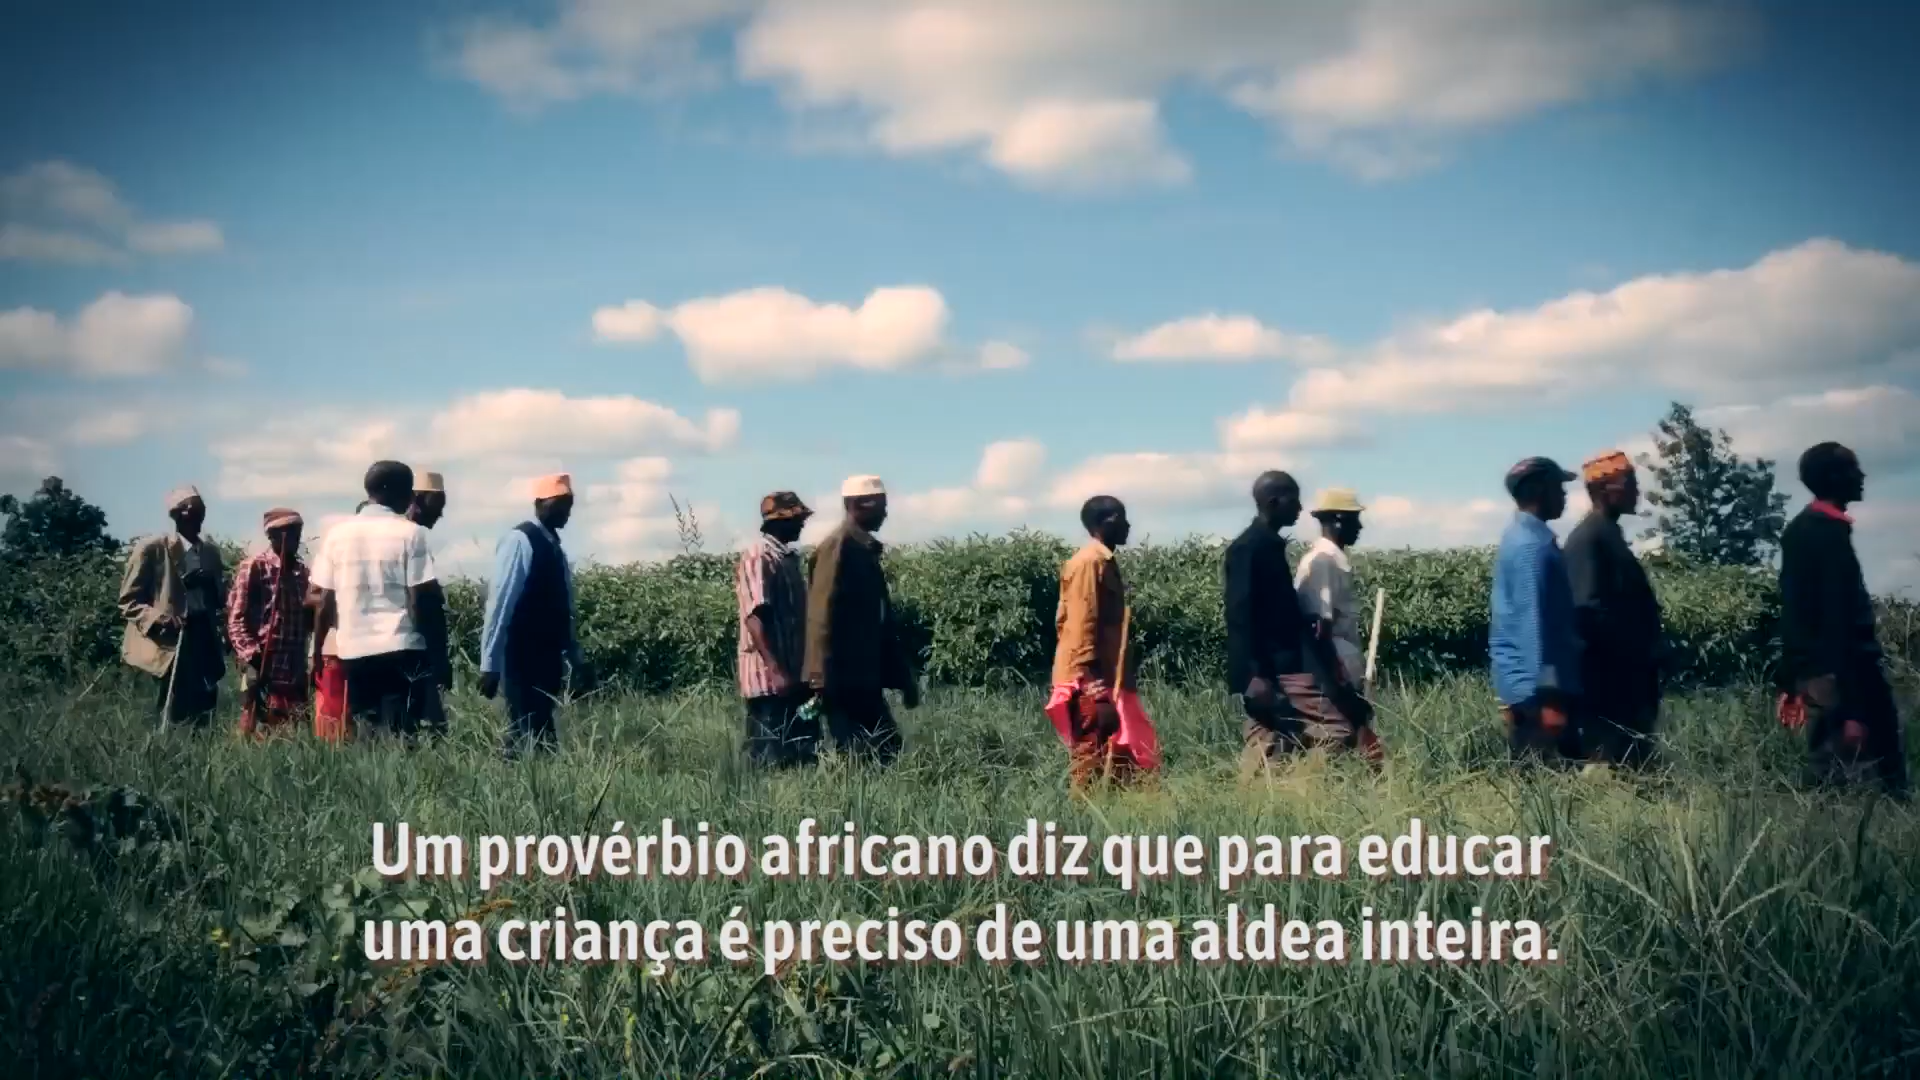 Um provérbio africano diz que para educar
uma criança é preciso de uma aldea inteira.